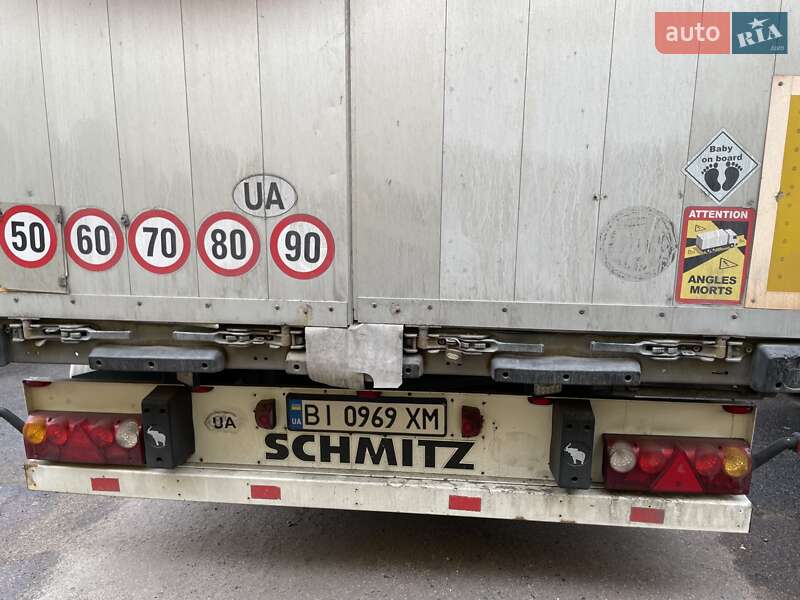 auto RIA
.com
Baby
on board
UA
50 60 70 80 90
ATTENTION
ANGLES
MORTS
UA
UA BI 0969 XM
SCHMITZ